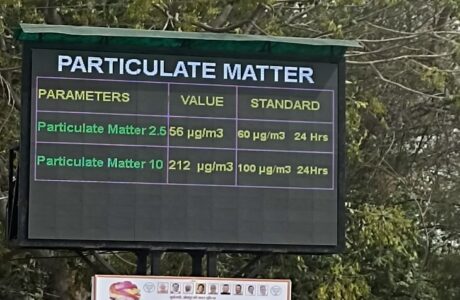 PARTICULATE MATTER
PARAMETERS VALUE STANDARD
Particulate Matter 2.5 56 µg/m3 60 µg/m3 24 Hrs
Particulate Matter 10 212 µg/m3 100 µg/m3 24Hrs